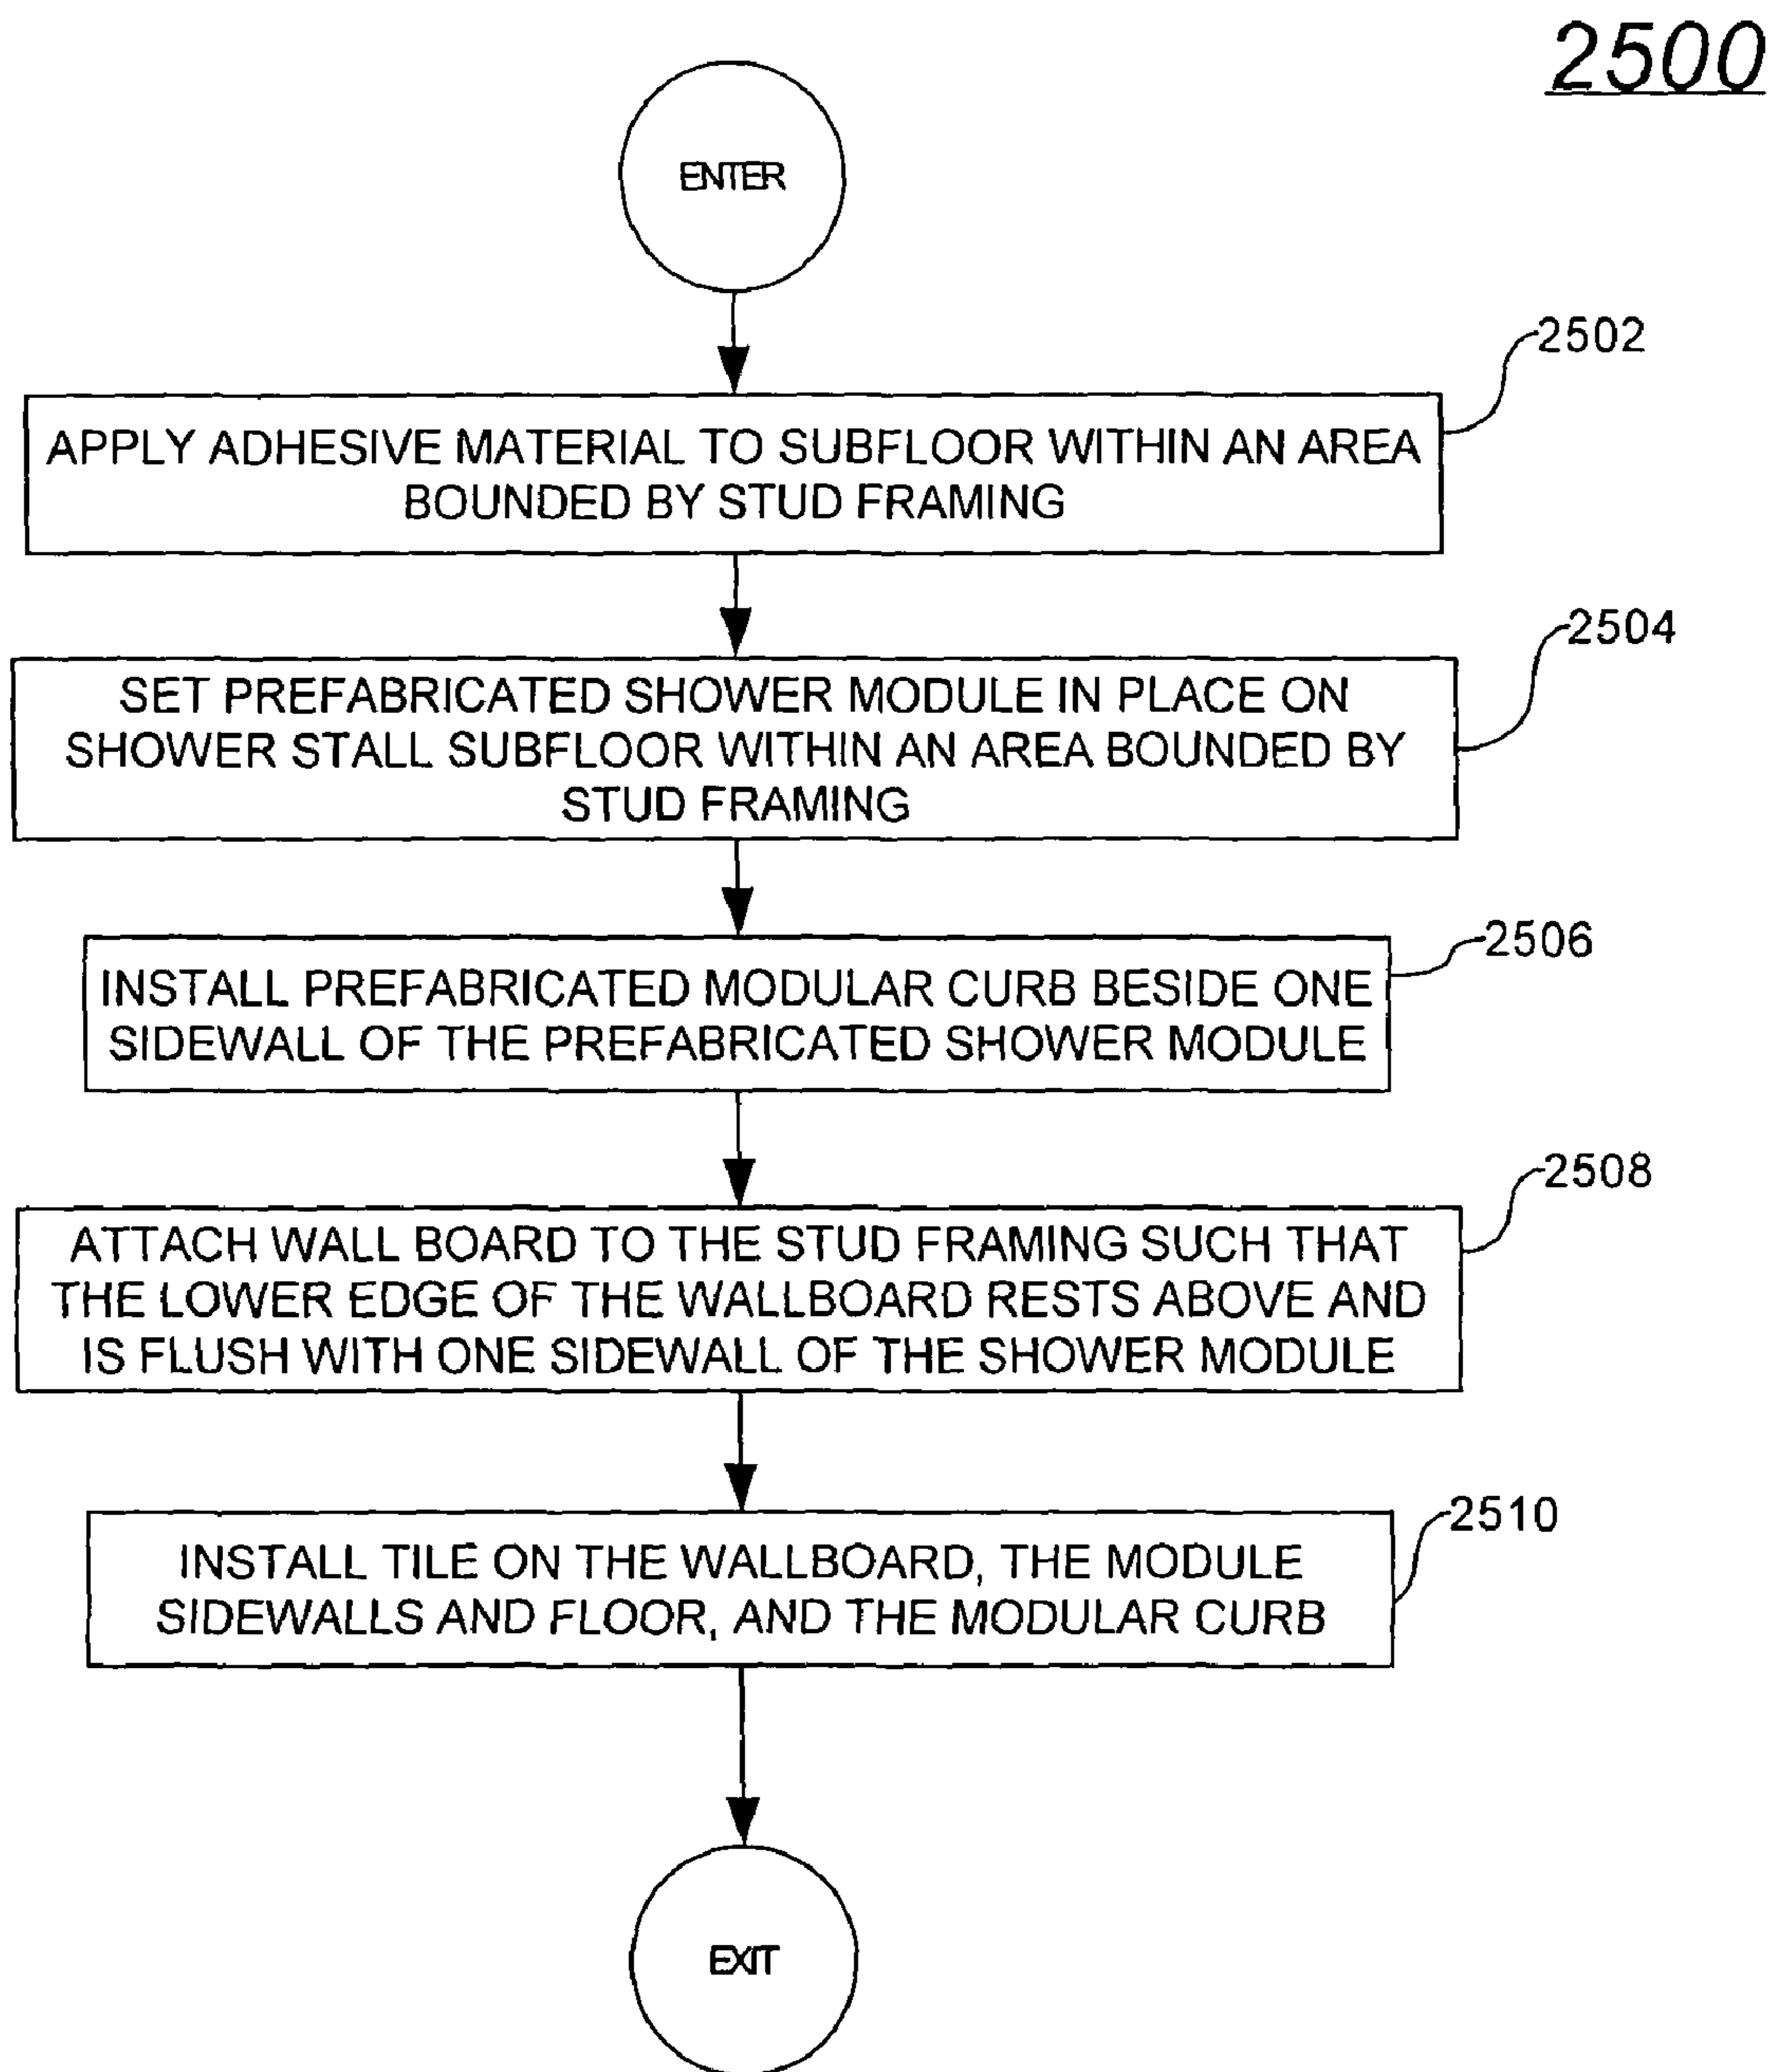 2500
ENTER
2502
APPLY ADHESIVE MATERIAL TO SUBFLOOR WITHIN AN AREA
BOUNDED BY STUD FRAMING
2504
SET PREFABRICATED SHOWER MODULE IN PLACE ON
SHOWER STALL SUBFLOOR WITHIN AN AREA BOUNDED BY
STUD FRAMING
2506
INSTALL PREFABRICATED MODULAR CURB BESIDE ONE
SIDEWALL OF THE PREFABRICATED SHOWER MODULE
2508
ATTACH WALL BOARD TO THE STUD FRAMING SUCH THAT
THE LOWER EDGE OF THE WALLBOARD RESTS ABOVE AND
IS FLUSH WITH ONE SIDEWALL OF THE SHOWER MODULE
2510
INSTALL TILE ON THE WALLBOARD, THE MODULE
SIDEWALLS AND FLOOR, AND THE MODULAR CURB
EXIT